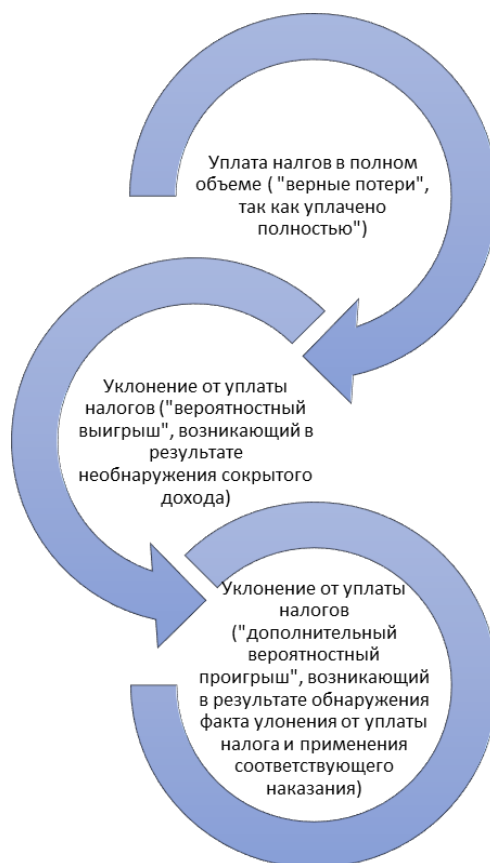 Уплата налгов в полном
объеме ( "верные потери",
так как уплачено
полностью")
Уклонение от уплаты
налогов ("вероятностный
выигрыш", возникающий в
результате
необнаружения сокрытого
дохода)
Уклонение от уплаты
налогов
("дополнительный
вероятностный
проигрыш", возникающий
в результате обнаружения
факта улонения от уплаты
налога и применения
соответствующего
наказания)